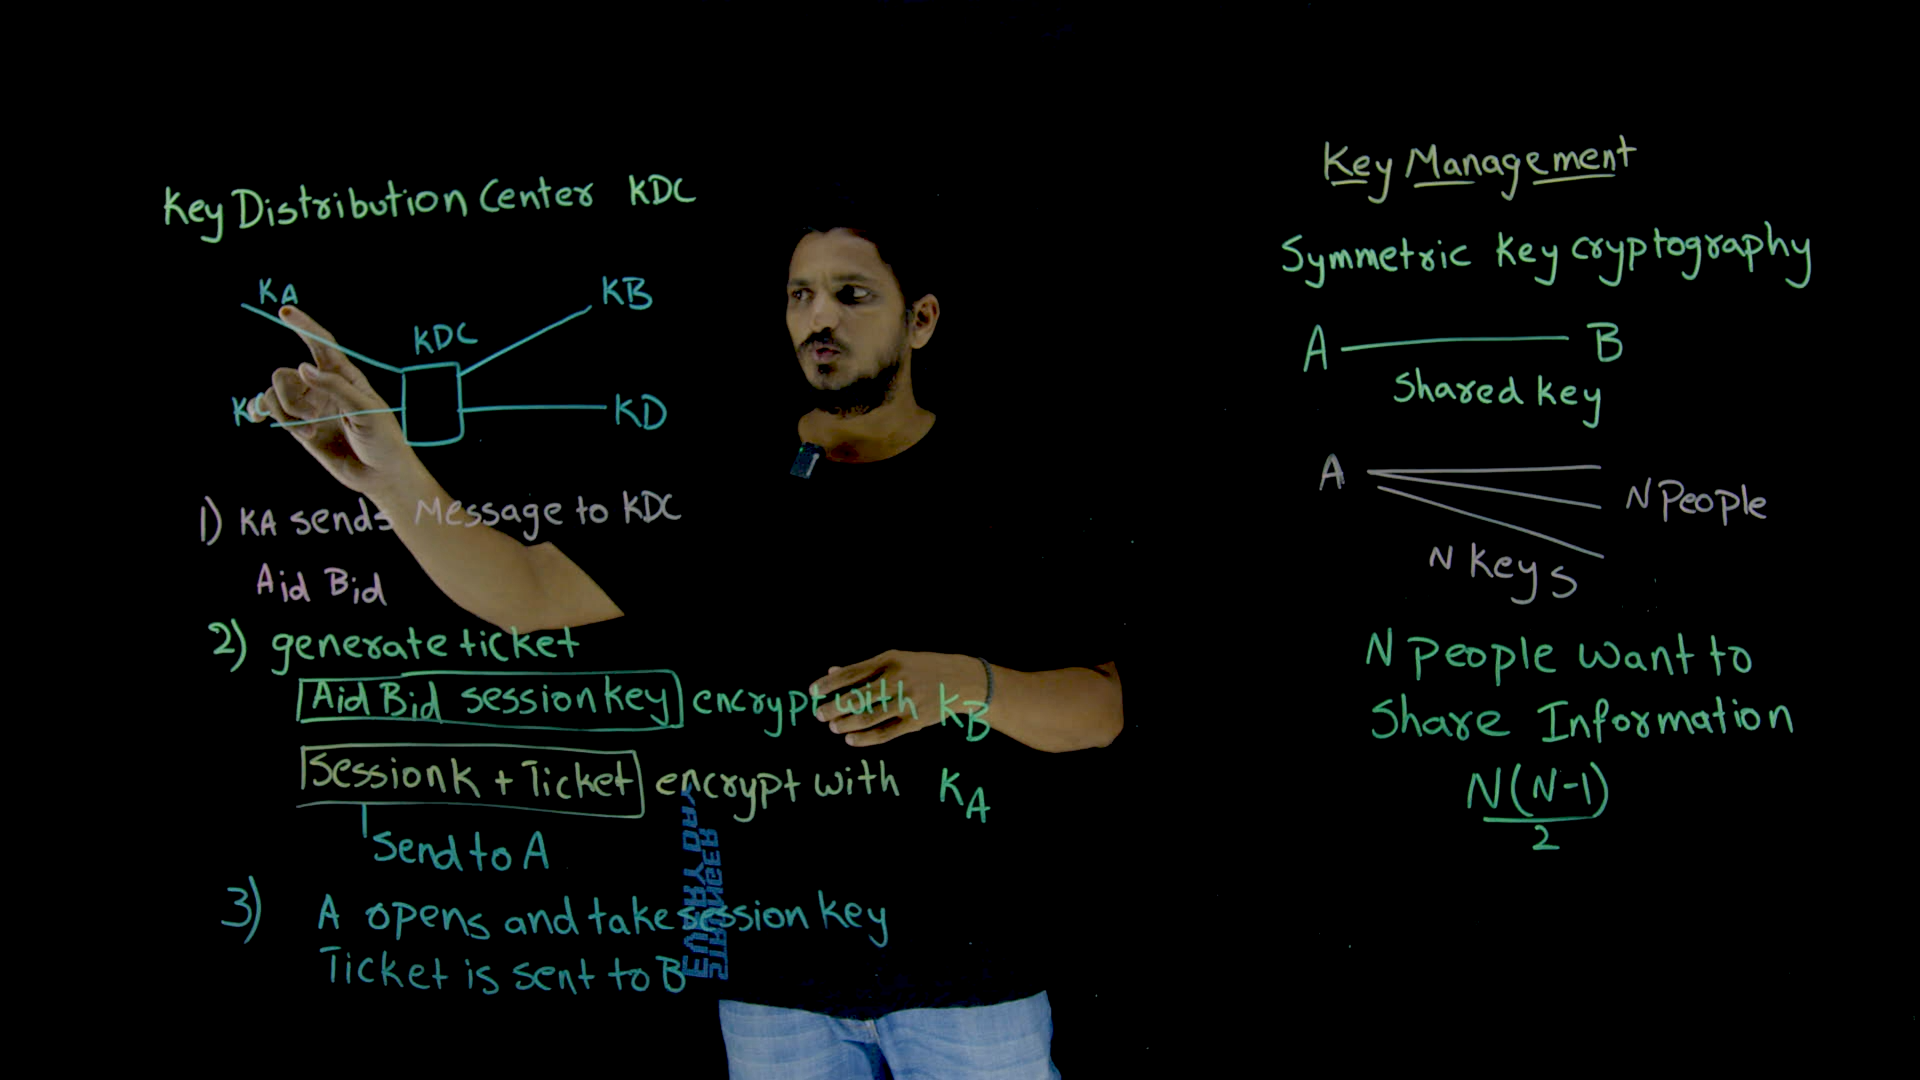 Key Distribution Center KDC
KA
KB
KDC
KC
KD
1) KA sends Message to KDC
Aid Bid
2) generate ticket
Aid Bid session key encrypt with KB
Session K + Ticket encrypt with KA
Send to A
3) A opens and take session key
Ticket is sent to B
Key Management
Symmetric Key cryptography
A B
Shared key
A N People
N Keys
N People want to
Share Information
N(N-1)
2